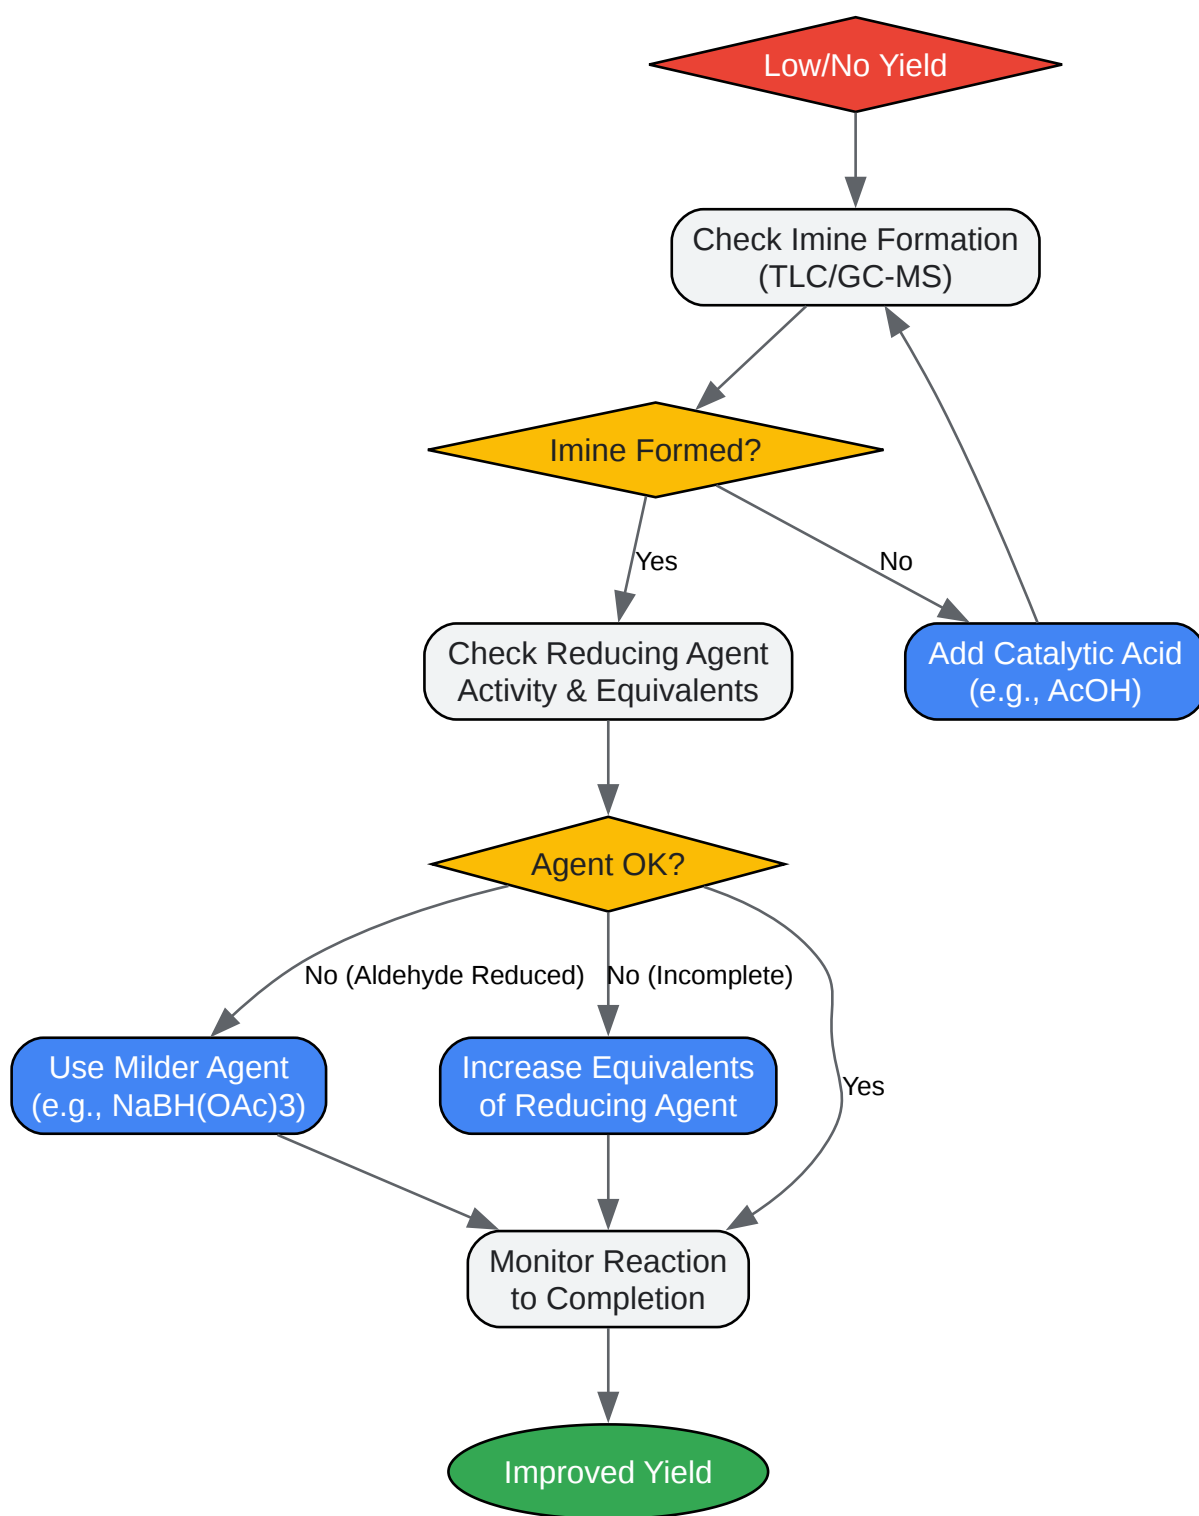 Low/No Yield
Check Imine Formation
(TLC/GC-MS)
Imine Formed?
Yes
No
Check Reducing Agent
Activity & Equivalents
Add Catalytic Acid
(e.g., AcOH)
Agent OK?
No (Aldehyde Reduced)
No (Incomplete)
Use Milder Agent
(e.g., NaBH(OAc)3)
Increase Equivalents
of Reducing Agent
Yes
Monitor Reaction
to Completion
Improved Yield